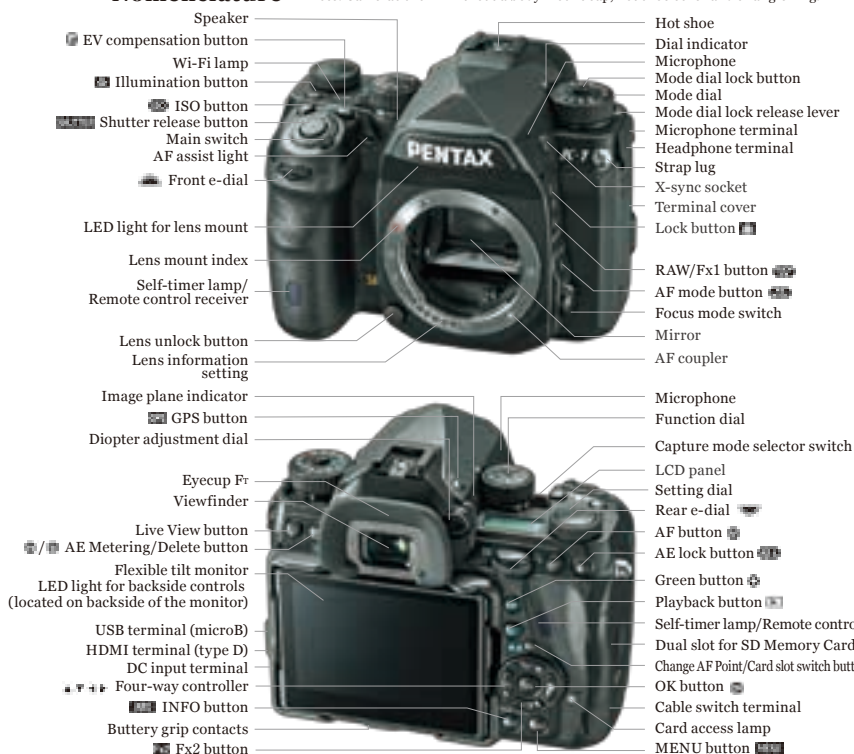 Speaker
EV compensation button
Wi-Fi lamp
Illumination button
ISO button
Shutter release button
Main switch
AF assist light
Front e-dial
LED light for lens mount
Lens mount index
Self-timer lamp/
Remote control receiver
Lens unlock button
Lens information
setting
Hot shoe
Dial indicator
Microphone
Mode dial lock button
Mode dial
Mode dial lock release lever
Microphone terminal
Headphone terminal
Strap lug
X-sync socket
Terminal cover
Lock button
RAW/Fx1 button
AF mode button
Focus mode switch
Mirror
AF coupler
PENTAX
K-1
Image plane indicator
GPS button
Diopter adjustment dial
Eyecup FT
Viewfinder
Live View button
/ AE Metering/Delete button
Flexible tilt monitor
LED light for backside controls
(located on backside of the monitor)
USB terminal (microB)
HDMI terminal (type D)
DC input terminal
Four-way controller
INFO button
Buttery grip contacts
Fx2 button
Microphone
Function dial
Capture mode selector switch
LCD panel
Setting dial
Rear e-dial
AF button
AE lock button
Green button
Playback button
Self-timer lamp/Remote
Dual slot for SD Memory Card
Change AF Point/Card slot switch
OK button
Cable switch terminal
Card access lamp
MENU button